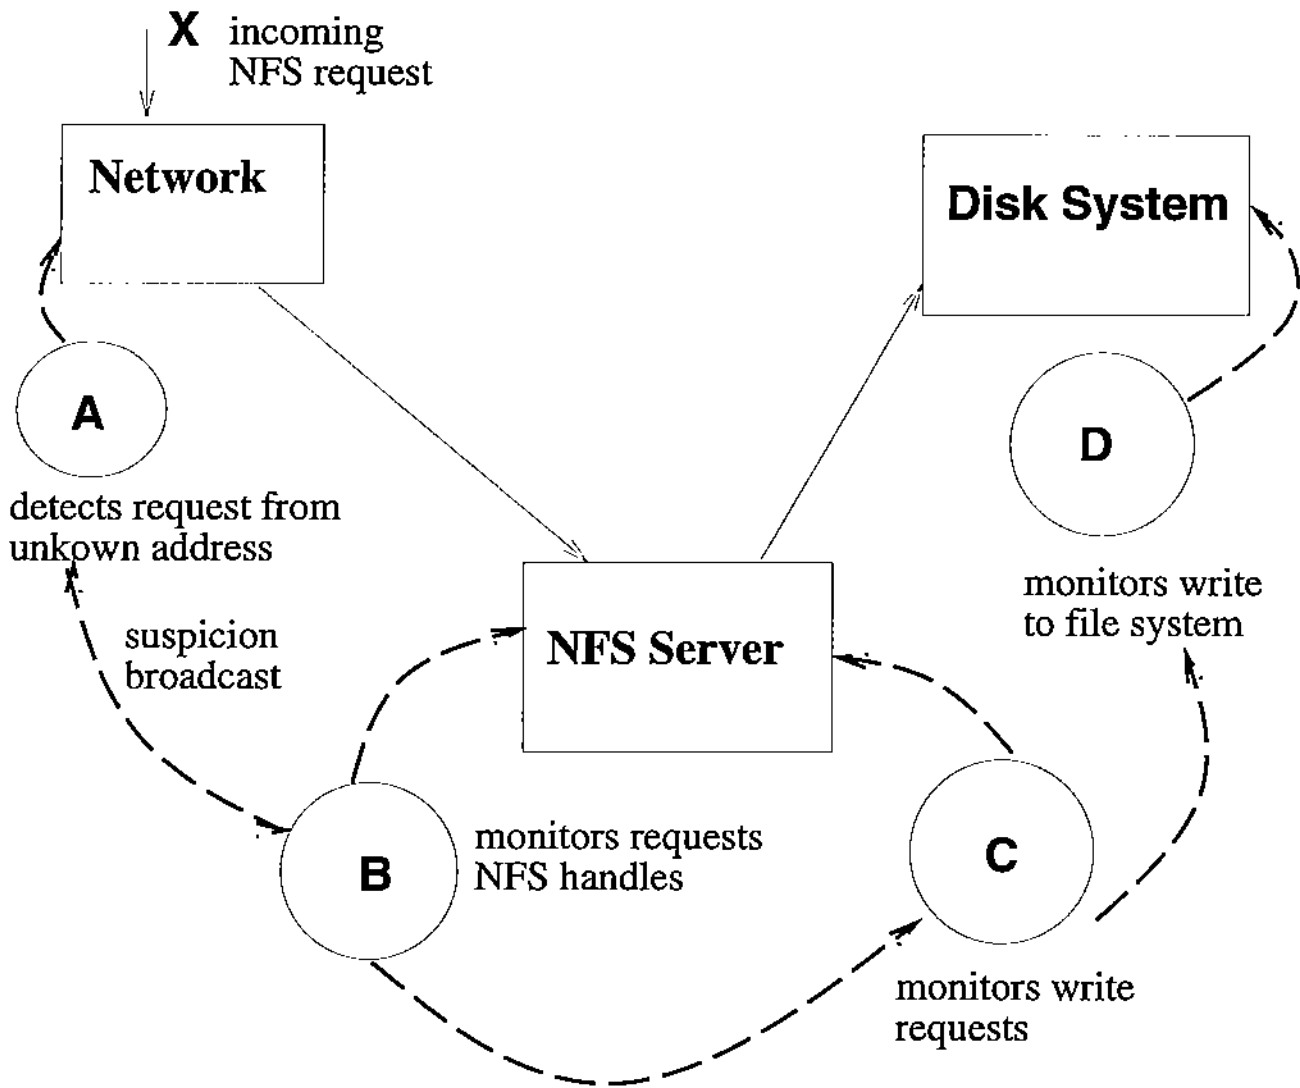 X incoming
NFS request
Network
Disk System
A
D
detects request from
unkown address
monitors write
to file system
suspicion
broadcast
NFS Server
B
monitors requests
NFS handles
C
monitors write
requests